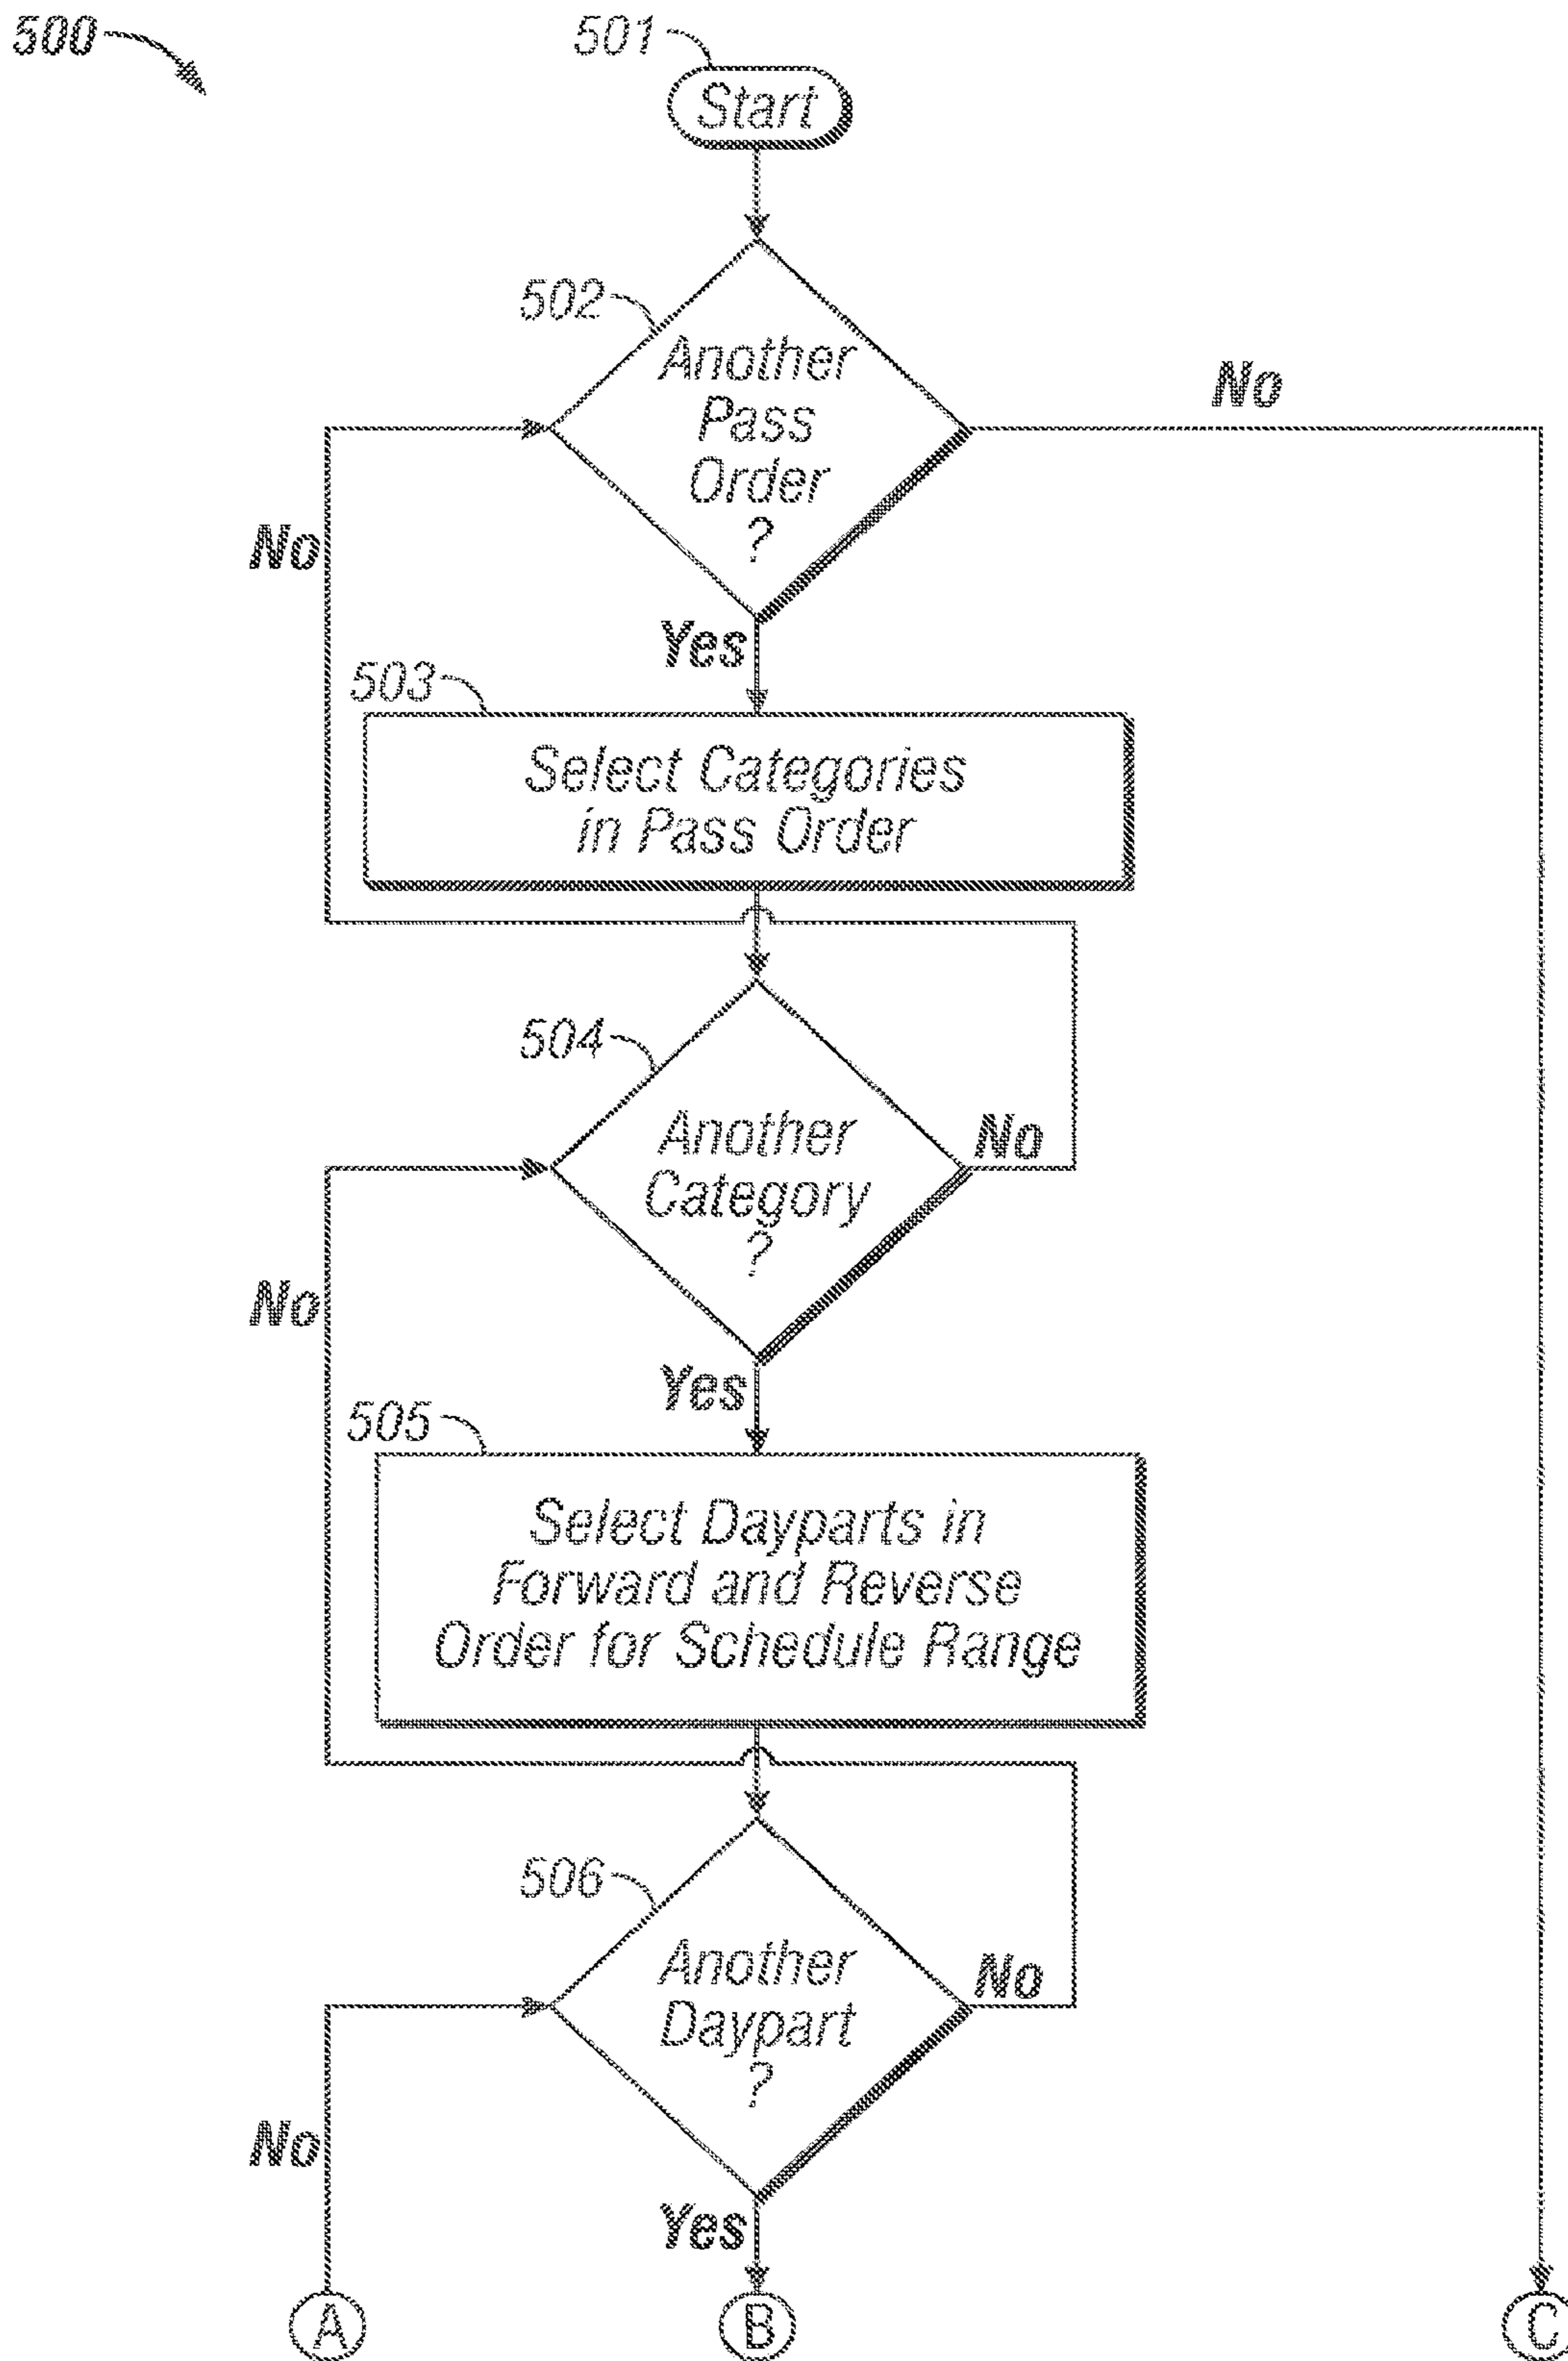 500
501
Start
502
Another
Pass
Order
?
No
No
Yes
503
Select Categories
in Pass Order
504
Another
Category
?
No
No
Yes
505
Select Dayparts in
Forward and Reverse
Order for Schedule Range
506
Another
Daypart
?
No
No
Yes
A
B
C